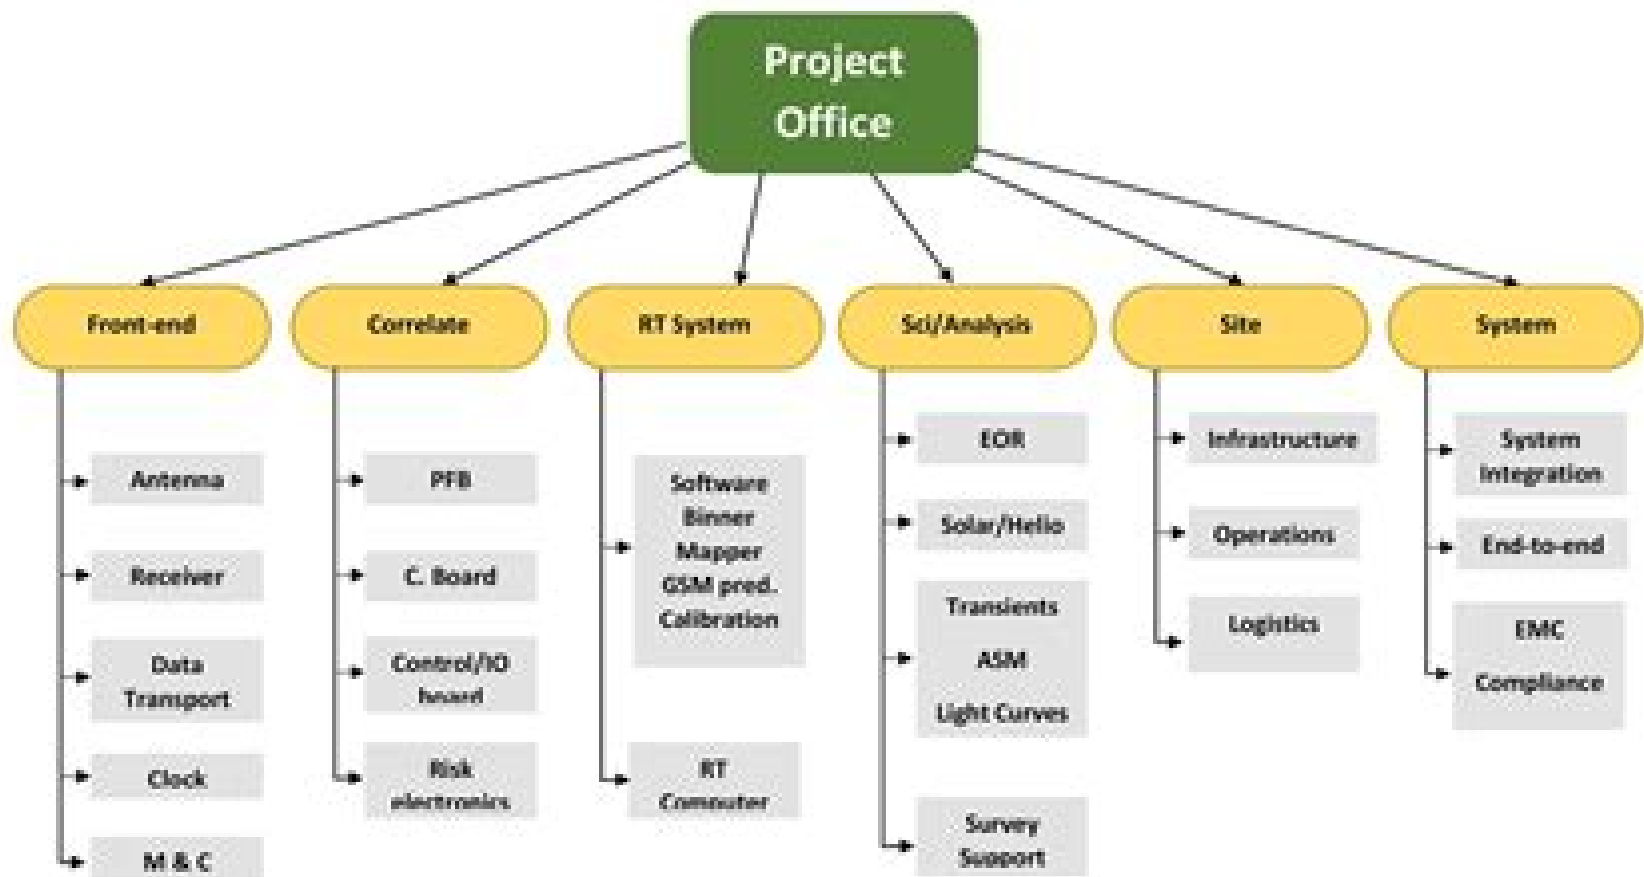 Project
Office
Front-end
Correlate
RT System
Sci/Analysis
Site
System
Antenna
Receiver
Data
Transport
Clock
M & C
PFB
C. Board
Control/IO
board
Risk
electronics
Software
Binner
Mapper
GSM pred.
Calibration
RT
Computer
EOR
Solar/Helio
Transients
ASM
Light Curves
Survey
Support
Infrastructure
Operations
Logistics
System
Integration
End-to-end
EMC
Compliance